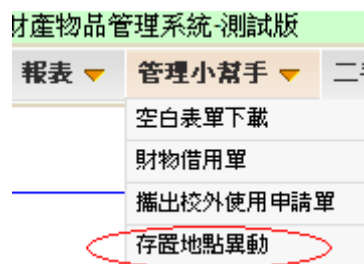 財產物品管理系統-測試版
報表 管理小幫手 二手
空白表單下載
財物借用單
攜出校外使用申請單
存置地點異動